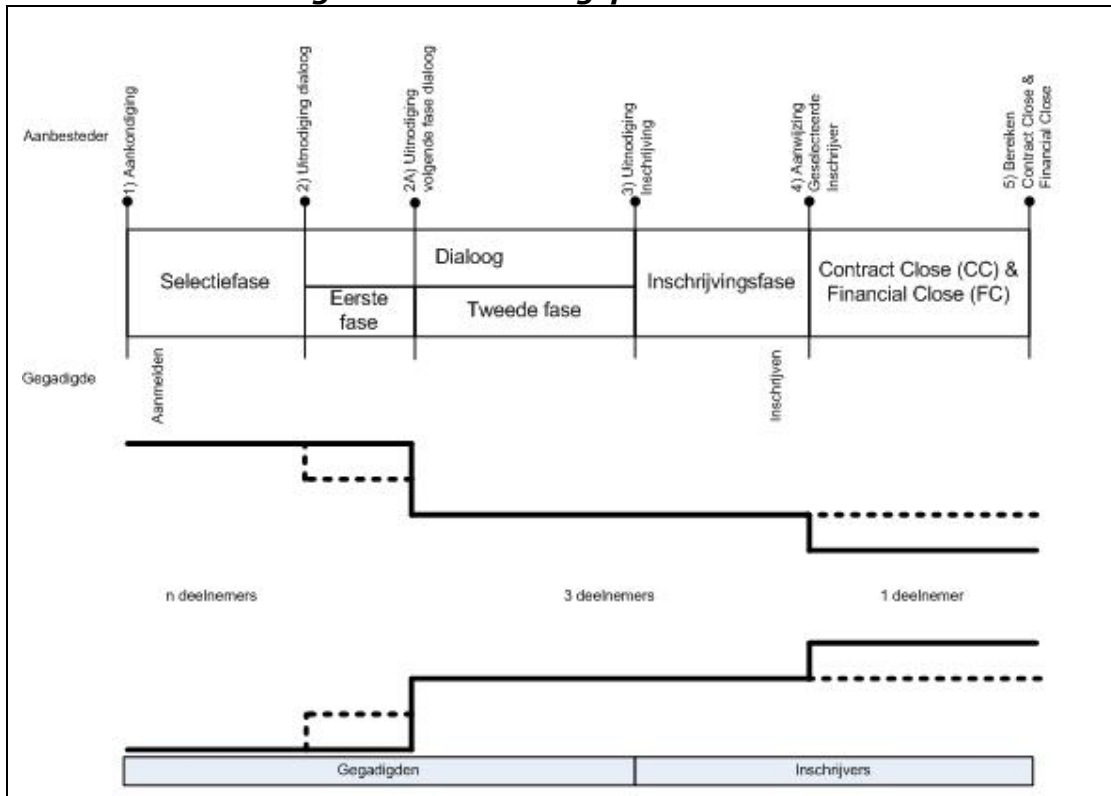 Aanbesteder
1) Aankondiging
2) Uitnodiging dialoog
2A) Uitnodiging
volgende fase dialoog
3) Uitnodiging
Inschrijving
4) Aanwijzing
Geselecteerde
Inschrijver
5) Bereiken
Contract Close &
Financial Close
Selectiefase
Dialoog
Eerste
fase
Tweede fase
Inschrijvingsfase
Contract Close (CC) &
Financial Close (FC)
Gegadigde
Aanmelden
Inschrijven
n deelnemers
3 deelnemers
1 deelnemer
Gegadigden
Inschrijvers